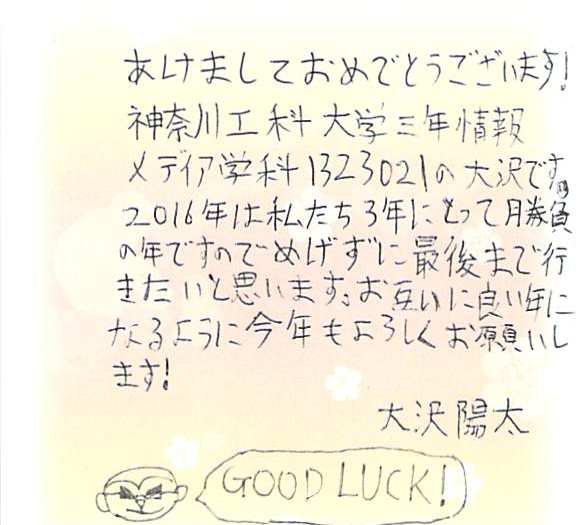 あけましておめでとうございます!
神奈川工科大学三年情報
メディア学科1323021の大沢です。
2016年は私たち3年にとって勝負
の年ですのでめげずに最後まで行
きたいと思います。お互いに良い年に
なるように今年もよろしくお願いし
ます!
大沢陽太
GOOD LUCK!